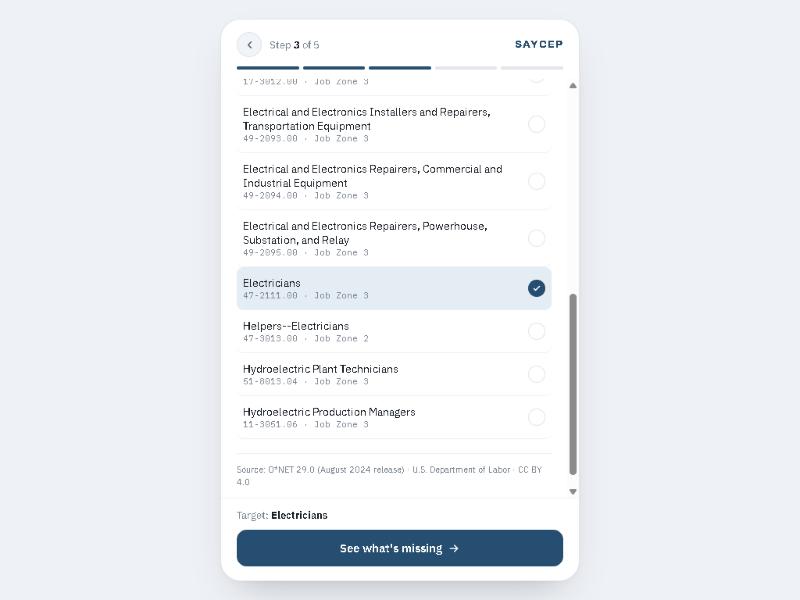 Step 3 of 5
SAYCEP
17-3012.00 · Job Zone 3
Electrical and Electronics Installers and Repairers,
Transportation Equipment
49-2093.00 · Job Zone 3
Electrical and Electronics Repairers, Commercial and
Industrial Equipment
49-2094.00 · Job Zone 3
Electrical and Electronics Repairers, Powerhouse,
Substation, and Relay
49-2095.00 · Job Zone 3
Electricians
47-2111.00 · Job Zone 3
Helpers--Electricians
47-3013.00 · Job Zone 2
Hydroelectric Plant Technicians
51-8013.04 · Job Zone 3
Hydroelectric Production Managers
11-3051.06 · Job Zone 3
Source: O*NET 29.0 (August 2024 release) · U.S. Department of Labor · CC BY
4.0
Target: Electricians
See what's missing →